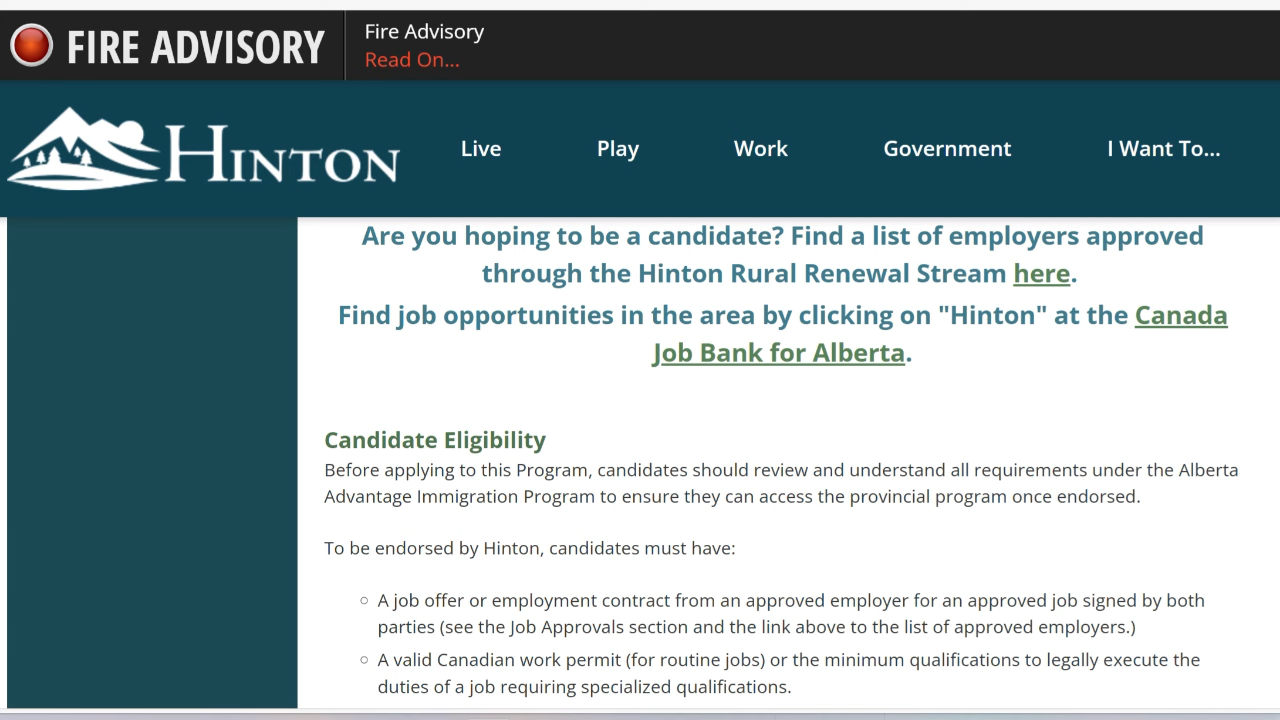 FIRE ADVISORY
Fire Advisory
Read On...
HINTON
Live
Play
Work
Government
I Want To...
Are you hoping to be a candidate? Find a list of employers approved
through the Hinton Rural Renewal Stream here.
Find job opportunities in the area by clicking on "Hinton" at the Canada
Job Bank for Alberta.
Candidate Eligibility
Before applying to this Program, candidates should review and understand all requirements under the Alberta
Advantage Immigration Program to ensure they can access the provincial program once endorsed.
To be endorsed by Hinton, candidates must have:
A job offer or employment contract from an approved employer for an approved job signed by both
parties (see the Job Approvals section and the link above to the list of approved employers.)
A valid Canadian work permit (for routine jobs) or the minimum qualifications to legally execute the
duties of a job requiring specialized qualifications.